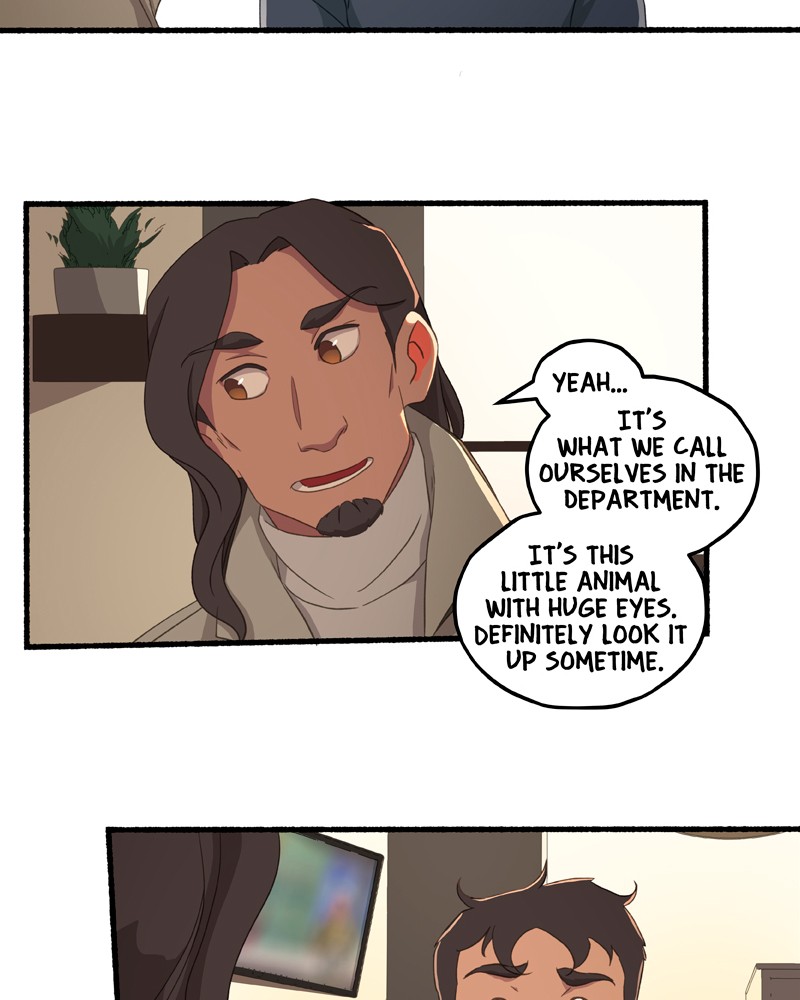 YEAH...
IT'S
WHAT WE CALL
OURSELVES IN THE
DEPARTMENT.
IT'S THIS
LITTLE ANIMAL
WITH HUGE EYES.
DEFINITELY LOOK IT
UP SOMETIME.